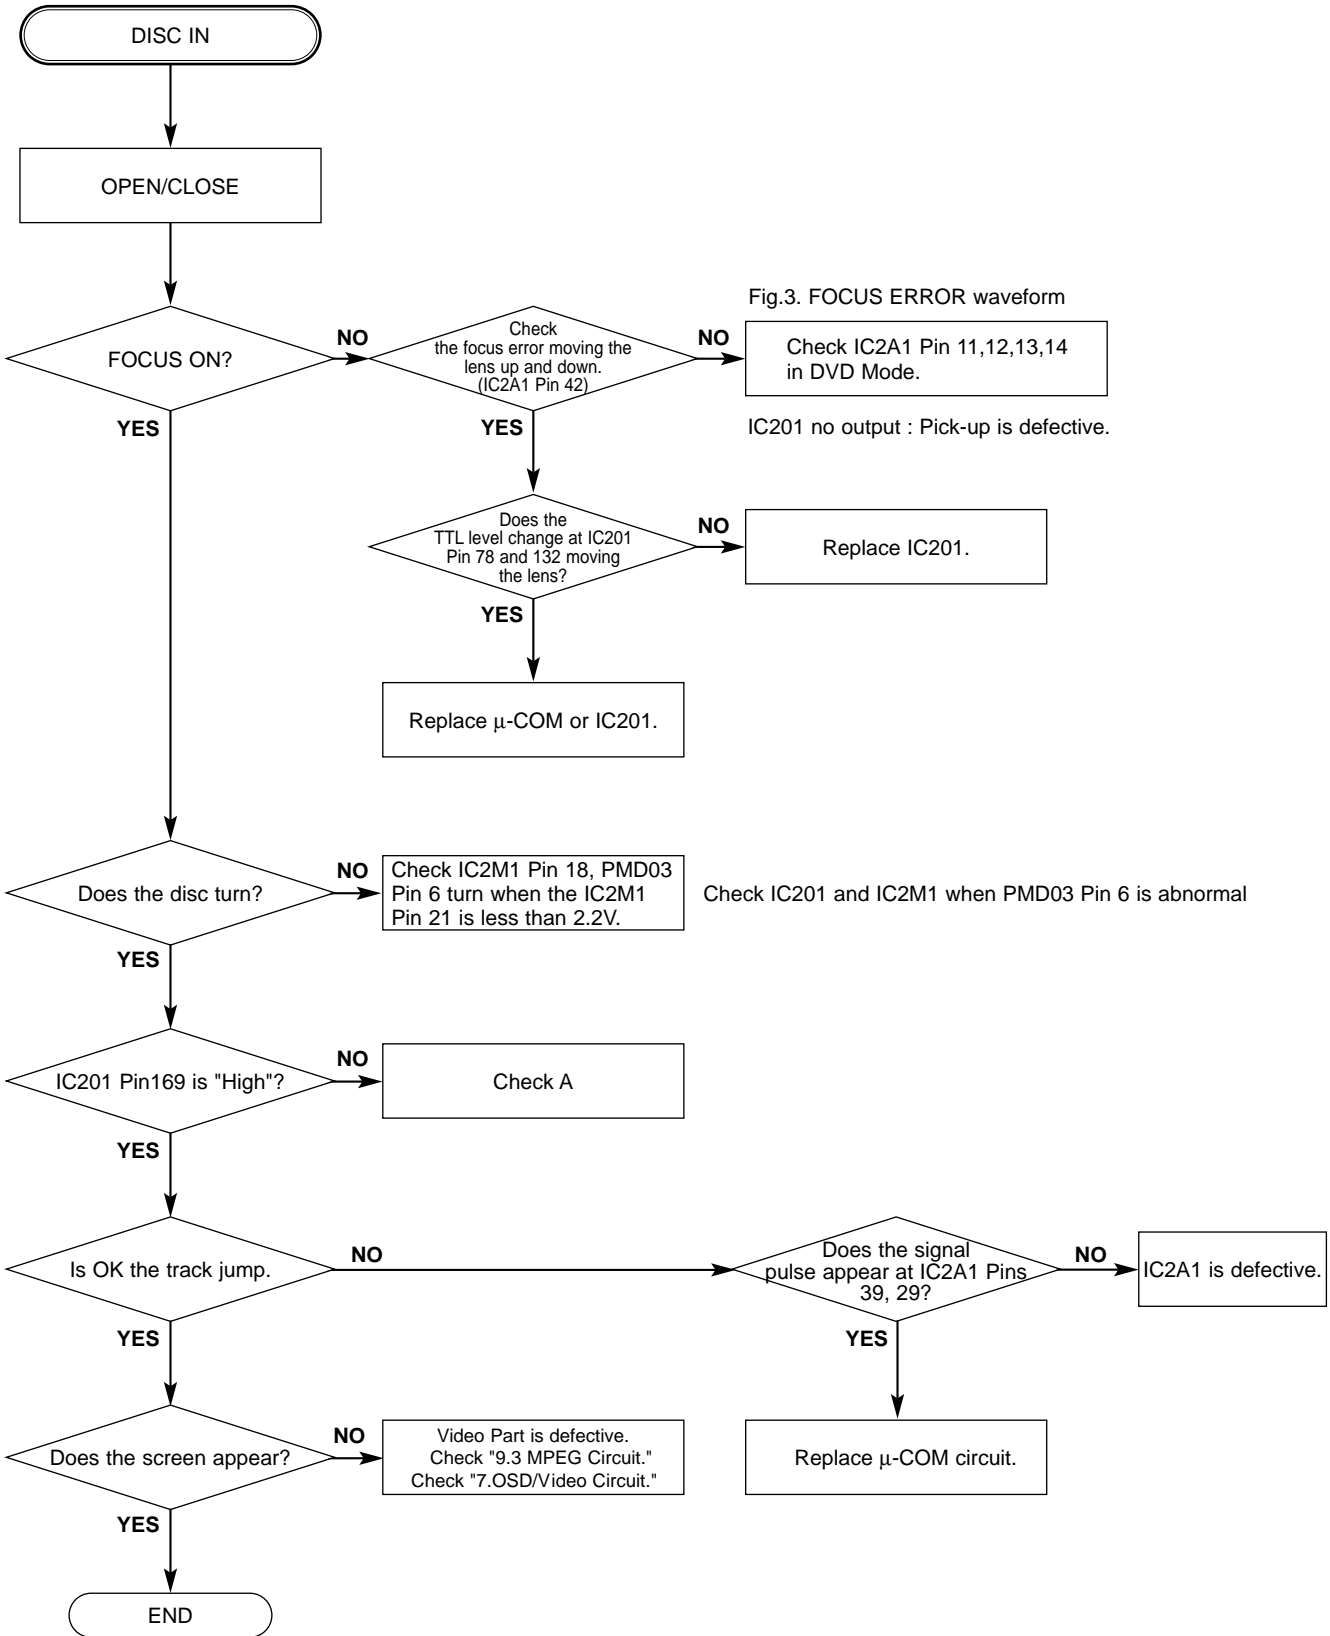 DISC IN
OPEN/CLOSE
Fig.3. FOCUS ERROR waveform
FOCUS ON?
NO
Check
the focus error moving the
lens up and down.
(IC2A1 Pin 42)
NO
Check IC2A1 Pin 11,12,13,14
in DVD Mode.
YES
YES
IC201 no output : Pick-up is defective.
Does the
TTL level change at IC201
Pin 78 and 132 moving
the lens?
NO
Replace IC201.
YES
Replace μ-COM or IC201.
Does the disc turn?
NO
Check IC2M1 Pin 18, PMD03
Pin 6 turn when the IC2M1
Pin 21 is less than 2.2V.
Check IC201 and IC2M1 when PMD03 Pin 6 is abnormal
YES
IC201 Pin169 is "High"?
NO
Check A
YES
Is OK the track jump.
NO
Does the signal
pulse appear at IC2A1 Pins
39, 29?
NO
IC2A1 is defective.
YES
YES
Does the screen appear?
NO
Video Part is defective.
Check "9.3 MPEG Circuit."
Check "7.OSD/Video Circuit."
Replace μ-COM circuit.
YES
END